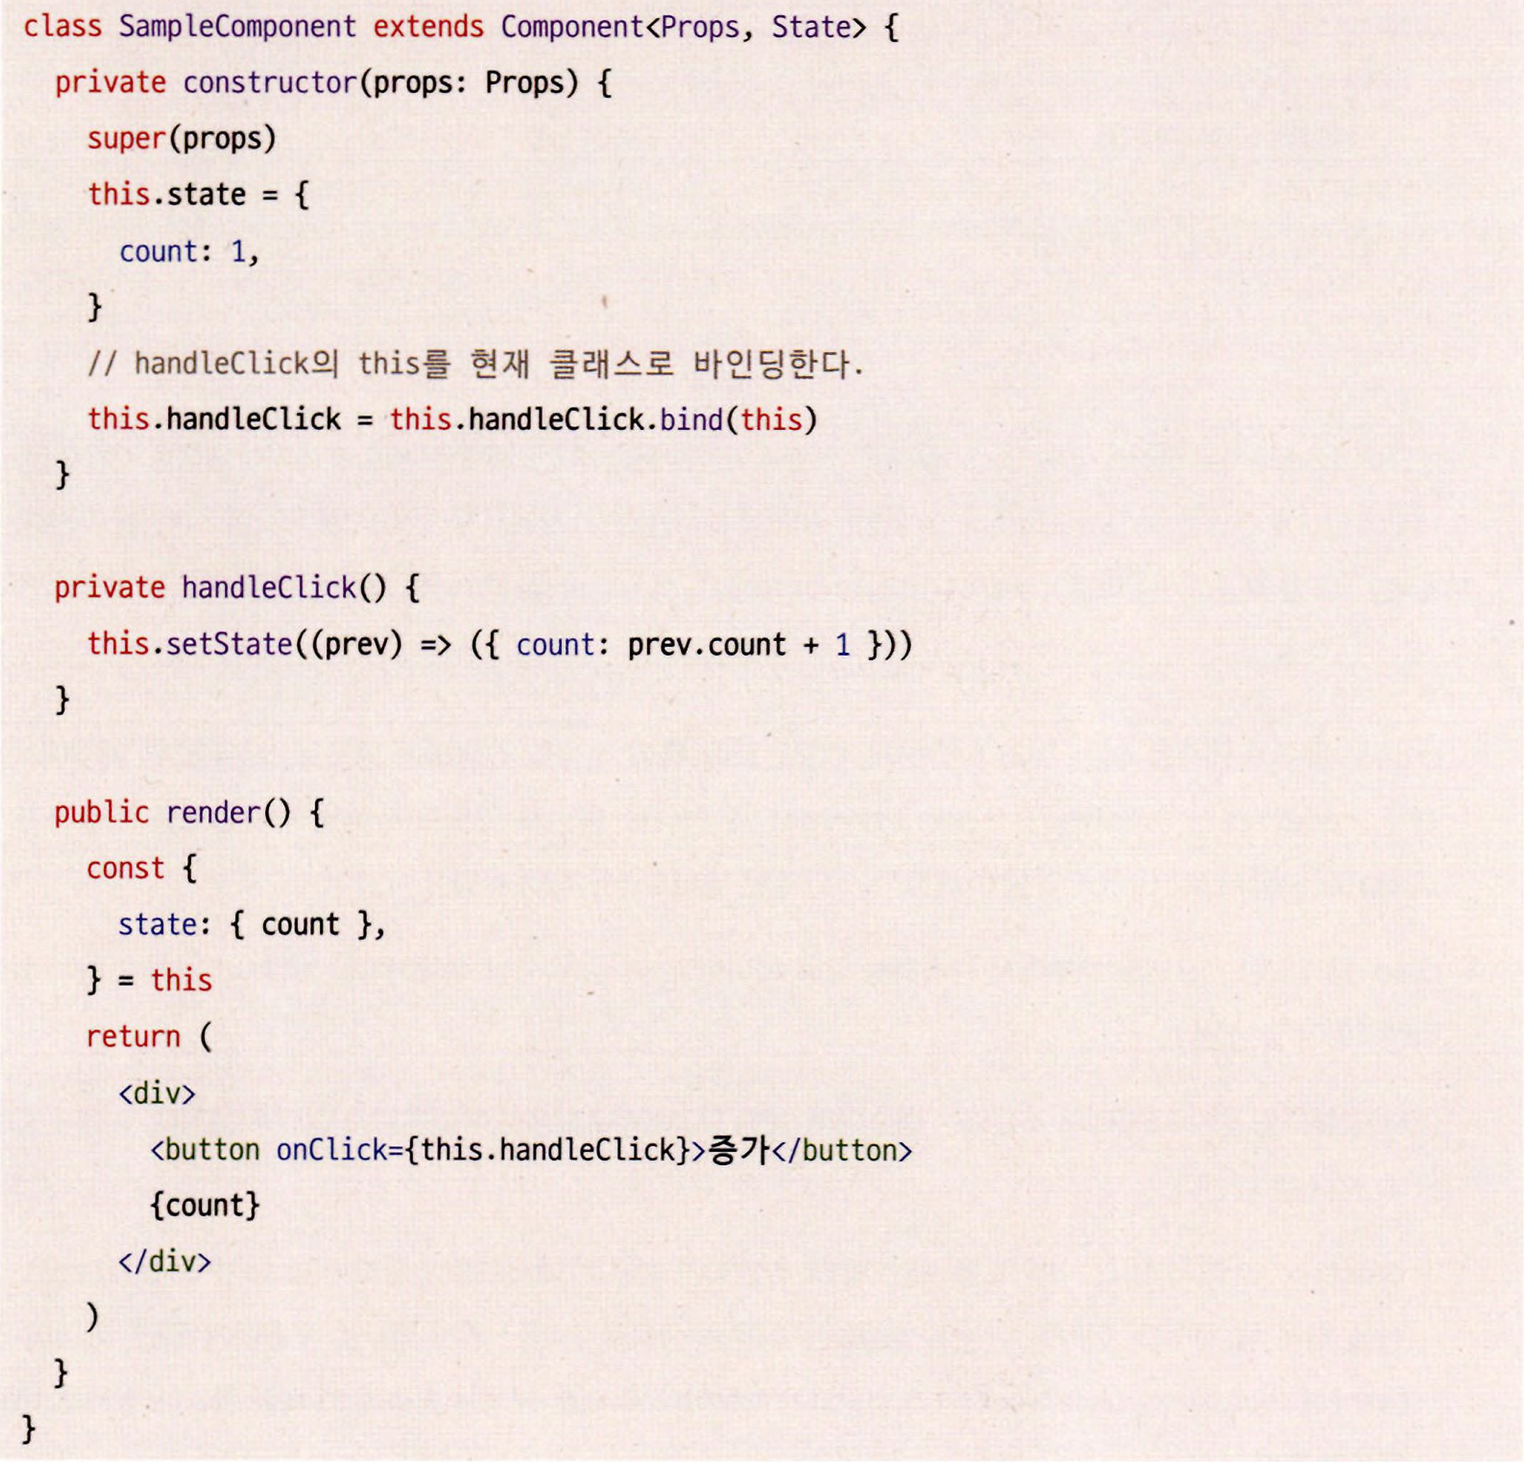 class SampleComponent extends Component<Props, State> {
  private constructor(props: Props) {
    super(props)
    this.state = {
      count: 1,
    }
    // handleClick의 this를 현재 클래스로 바인딩한다.
    this.handleClick = this.handleClick.bind(this)
  }

  private handleClick() {
    this.setState((prev) => ({ count: prev.count + 1 }))
  }

  public render() {
    const {
      state: { count },
    } = this
    return (
      <div>
        <button onClick={this.handleClick}>증가</button>
        {count}
      </div>
    )
  }
}